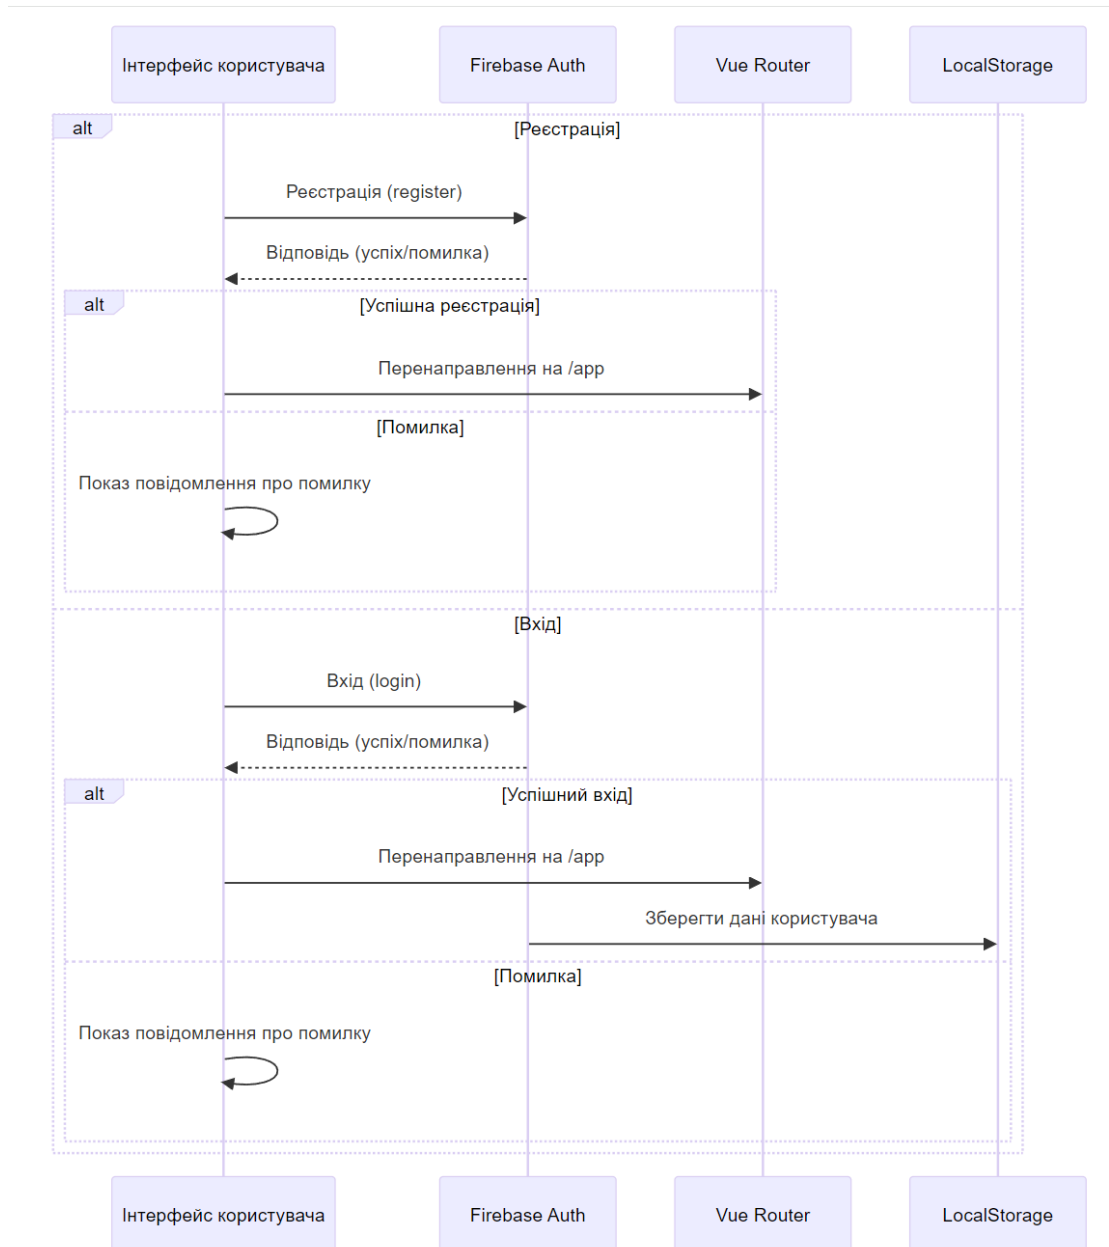 Інтерфейс користувача
Firebase Auth
Vue Router
LocalStorage
alt
[Реєстрація]
Реєстрація (register)
Відповідь (успіх/помилка)
alt
[Успішна реєстрація]
Перенаправлення на /app
[Помилка]
Показ повідомлення про помилку
[Вхід]
Вхід (login)
Відповідь (успіх/помилка)
alt
[Успішний вхід]
Перенаправлення на /app
Зберегти дані користувача
[Помилка]
Показ повідомлення про помилку
Інтерфейс користувача
Firebase Auth
Vue Router
LocalStorage